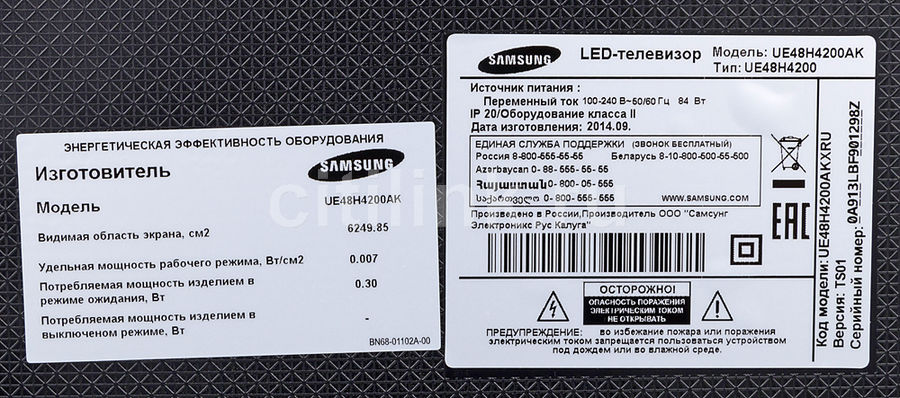 ЭНЕРГЕТИЧЕСКАЯ ЭФФЕКТИВНОСТЬ ОБОРУДОВАНИЯ
Изготовитель SAMSUNG
Модель UE48H4200AK
Видимая область экрана, см2 6249.85
Удельная мощность рабочего режима, Вт/см2 0.007
Потребляемая мощность изделием в
режиме ожидания, Вт 0.30
Потребляемая мощность изделием в
выключеном режиме, Вт -
BN68-01102A-00
SAMSUNG LED-телевизор Модель: UE48H4200AK
Тип: UE48H4200
Источник питания :
Переменный ток 100-240 В~50/60 Гц 84 Вт
IP 20/Оборудование класса II
Дата изготовления : 2014.09.
ЕДИНАЯ СЛУЖБА ПОДДЕРЖКИ (ЗВОНОК БЕСПЛАТНЫЙ)
Россия 8-800-555-55-55 Беларусь 8-10-800-500-55-500
Azerbaycan 0-88-555-55-55
Հայաստան 0-800-05-555
საქართველო 0-800-555-555 WWW.SAMSUNG.COM
Произведено в России,Производитель ООО "Самсунг
Электроникс Рус Калуга"
EAC
ОСТОРОЖНО!
ОПАСНОСТЬ ПОРАЖЕНИЯ
ЭЛЕКТРИЧЕСКИМ ТОКОМ
НЕ ОТКРЫВАТЬ
ПРЕДУПРЕЖДЕНИЕ: во избежание пожара или поражения
электрическим током запрещается пользоваться устройством
под дождем или во влажной среде.
Код модели: UE48H4200AKXRU
Версия: TS01
Серийный номер: 0A913LBF901298Z
citilink.ru